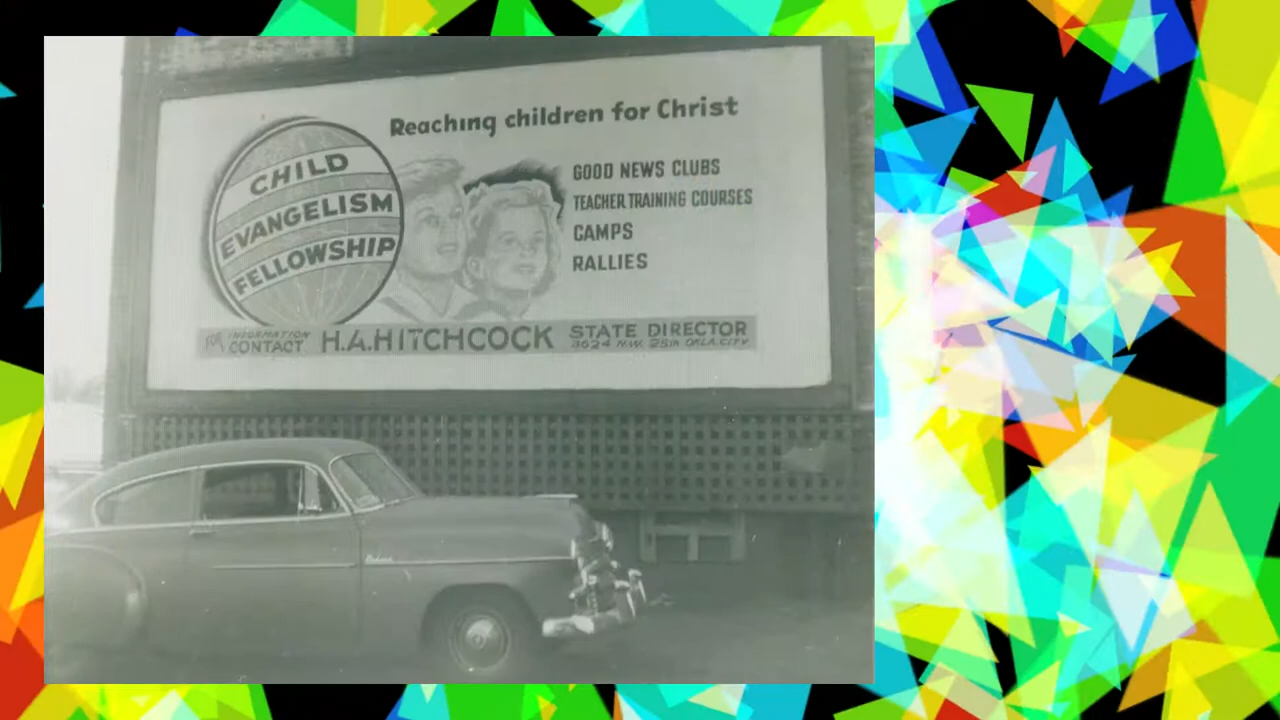 Reaching children for Christ
CHILD
EVANGELISM
FELLOWSHIP
GOOD NEWS CLUBS
TEACHER TRAINING COURSES
CAMPS
RALLIES
FOR INFORMATION
CONTACT
H.A.HITCHCOCK
STATE DIRECTOR
3624 N.W. 25TH OKLA.CITY